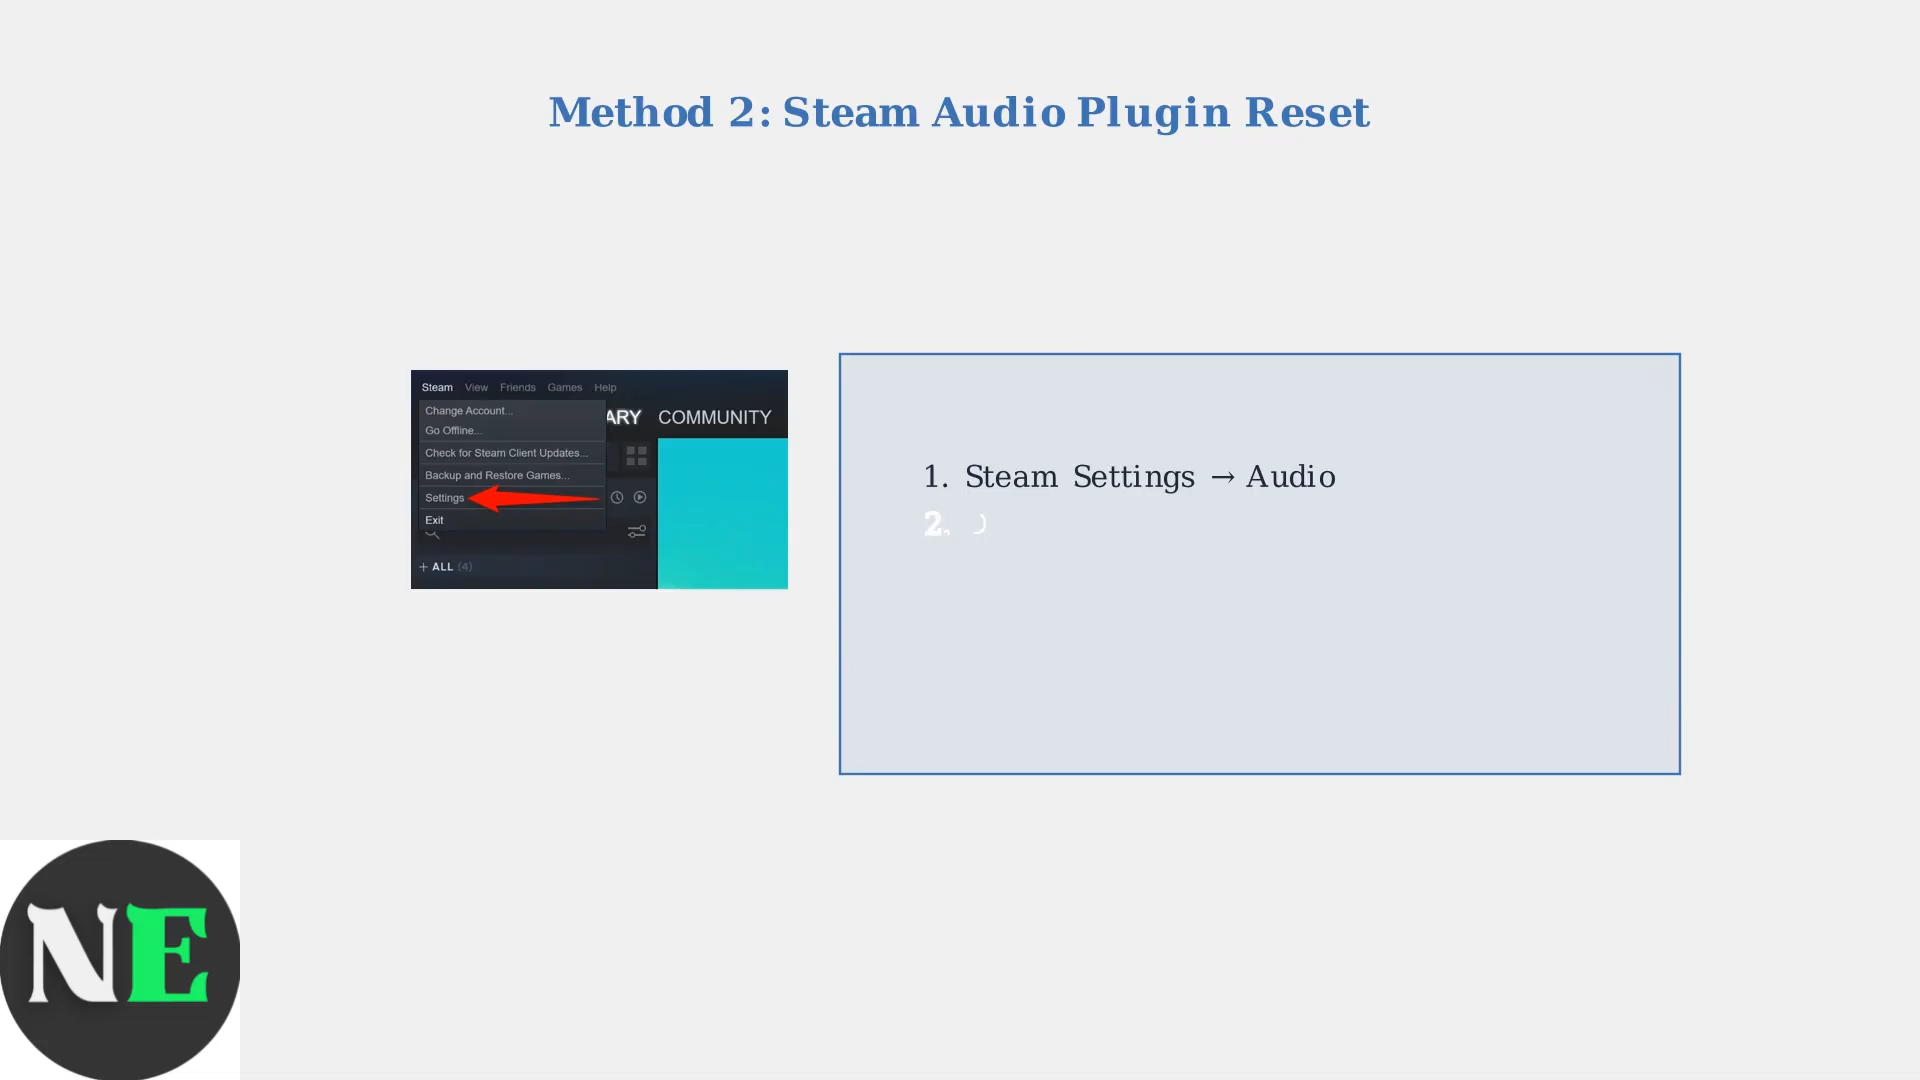 Method 2: Steam Audio Plugin Reset
Steam View Friends Games Help
Change Account...
ARY COMMUNITY
Go Offline...
Check for Steam Client Updates...
Backup and Restore Games...
Settings
Exit
+ ALL (4)
1. Steam Settings → Audio
2.
NE